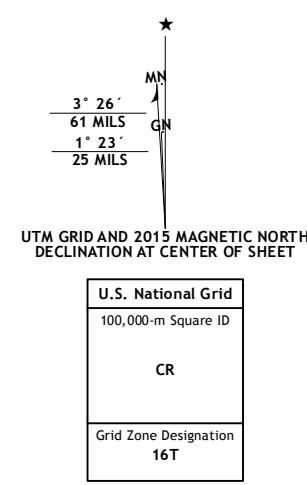 ★
MN
3° 26´
61 MILS
GN
1° 23´
25 MILS
UTM GRID AND 2015 MAGNETIC NORTH
DECLINATION AT CENTER OF SHEET
U.S. National Grid
100,000-m Square ID
CR
Grid Zone Designation
16T